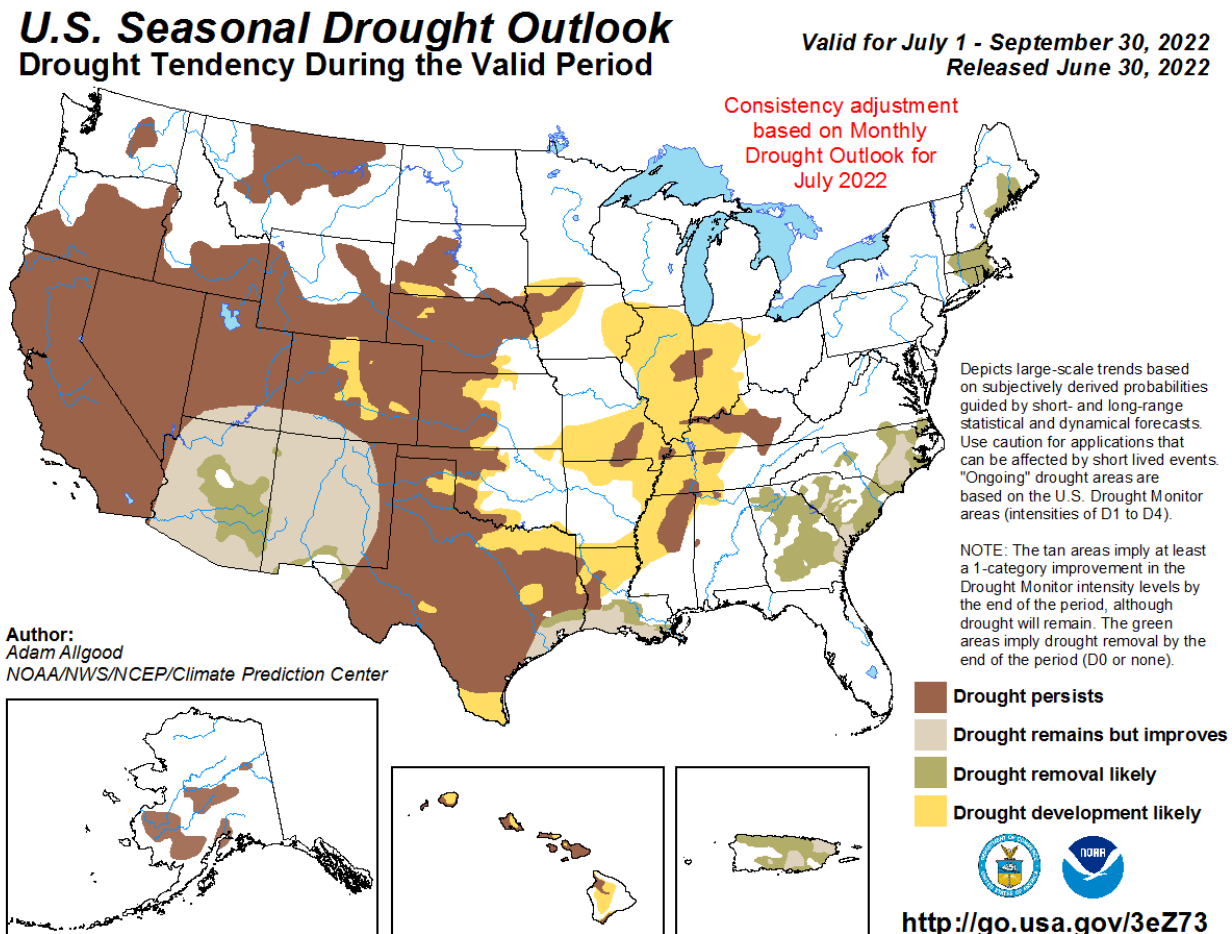 U.S. Seasonal Drought Outlook
Drought Tendency During the Valid Period
Valid for July 1 - September 30, 2022
Released June 30, 2022
Consistency adjustment
based on Monthly
Drought Outlook for
July 2022
Depicts large-scale trends based
on subjectively derived probabilities
guided by short- and long-range
statistical and dynamical forecasts.
Use caution for applications that
can be affected by short lived events.
"Ongoing" drought areas are
based on the U.S. Drought Monitor
areas (intensities of D1 to D4).
NOTE: The tan areas imply at least
a 1-category improvement in the
Drought Monitor intensity levels by
the end of the period, although
drought will remain. The green
areas imply drought removal by the
end of the period (D0 or none).
Author:
Adam Allgood
NOAA/NWS/NCEP/Climate Prediction Center
Drought persists
Drought remains but improves
Drought removal likely
Drought development likely
NOAA
http://go.usa.gov/3eZ73